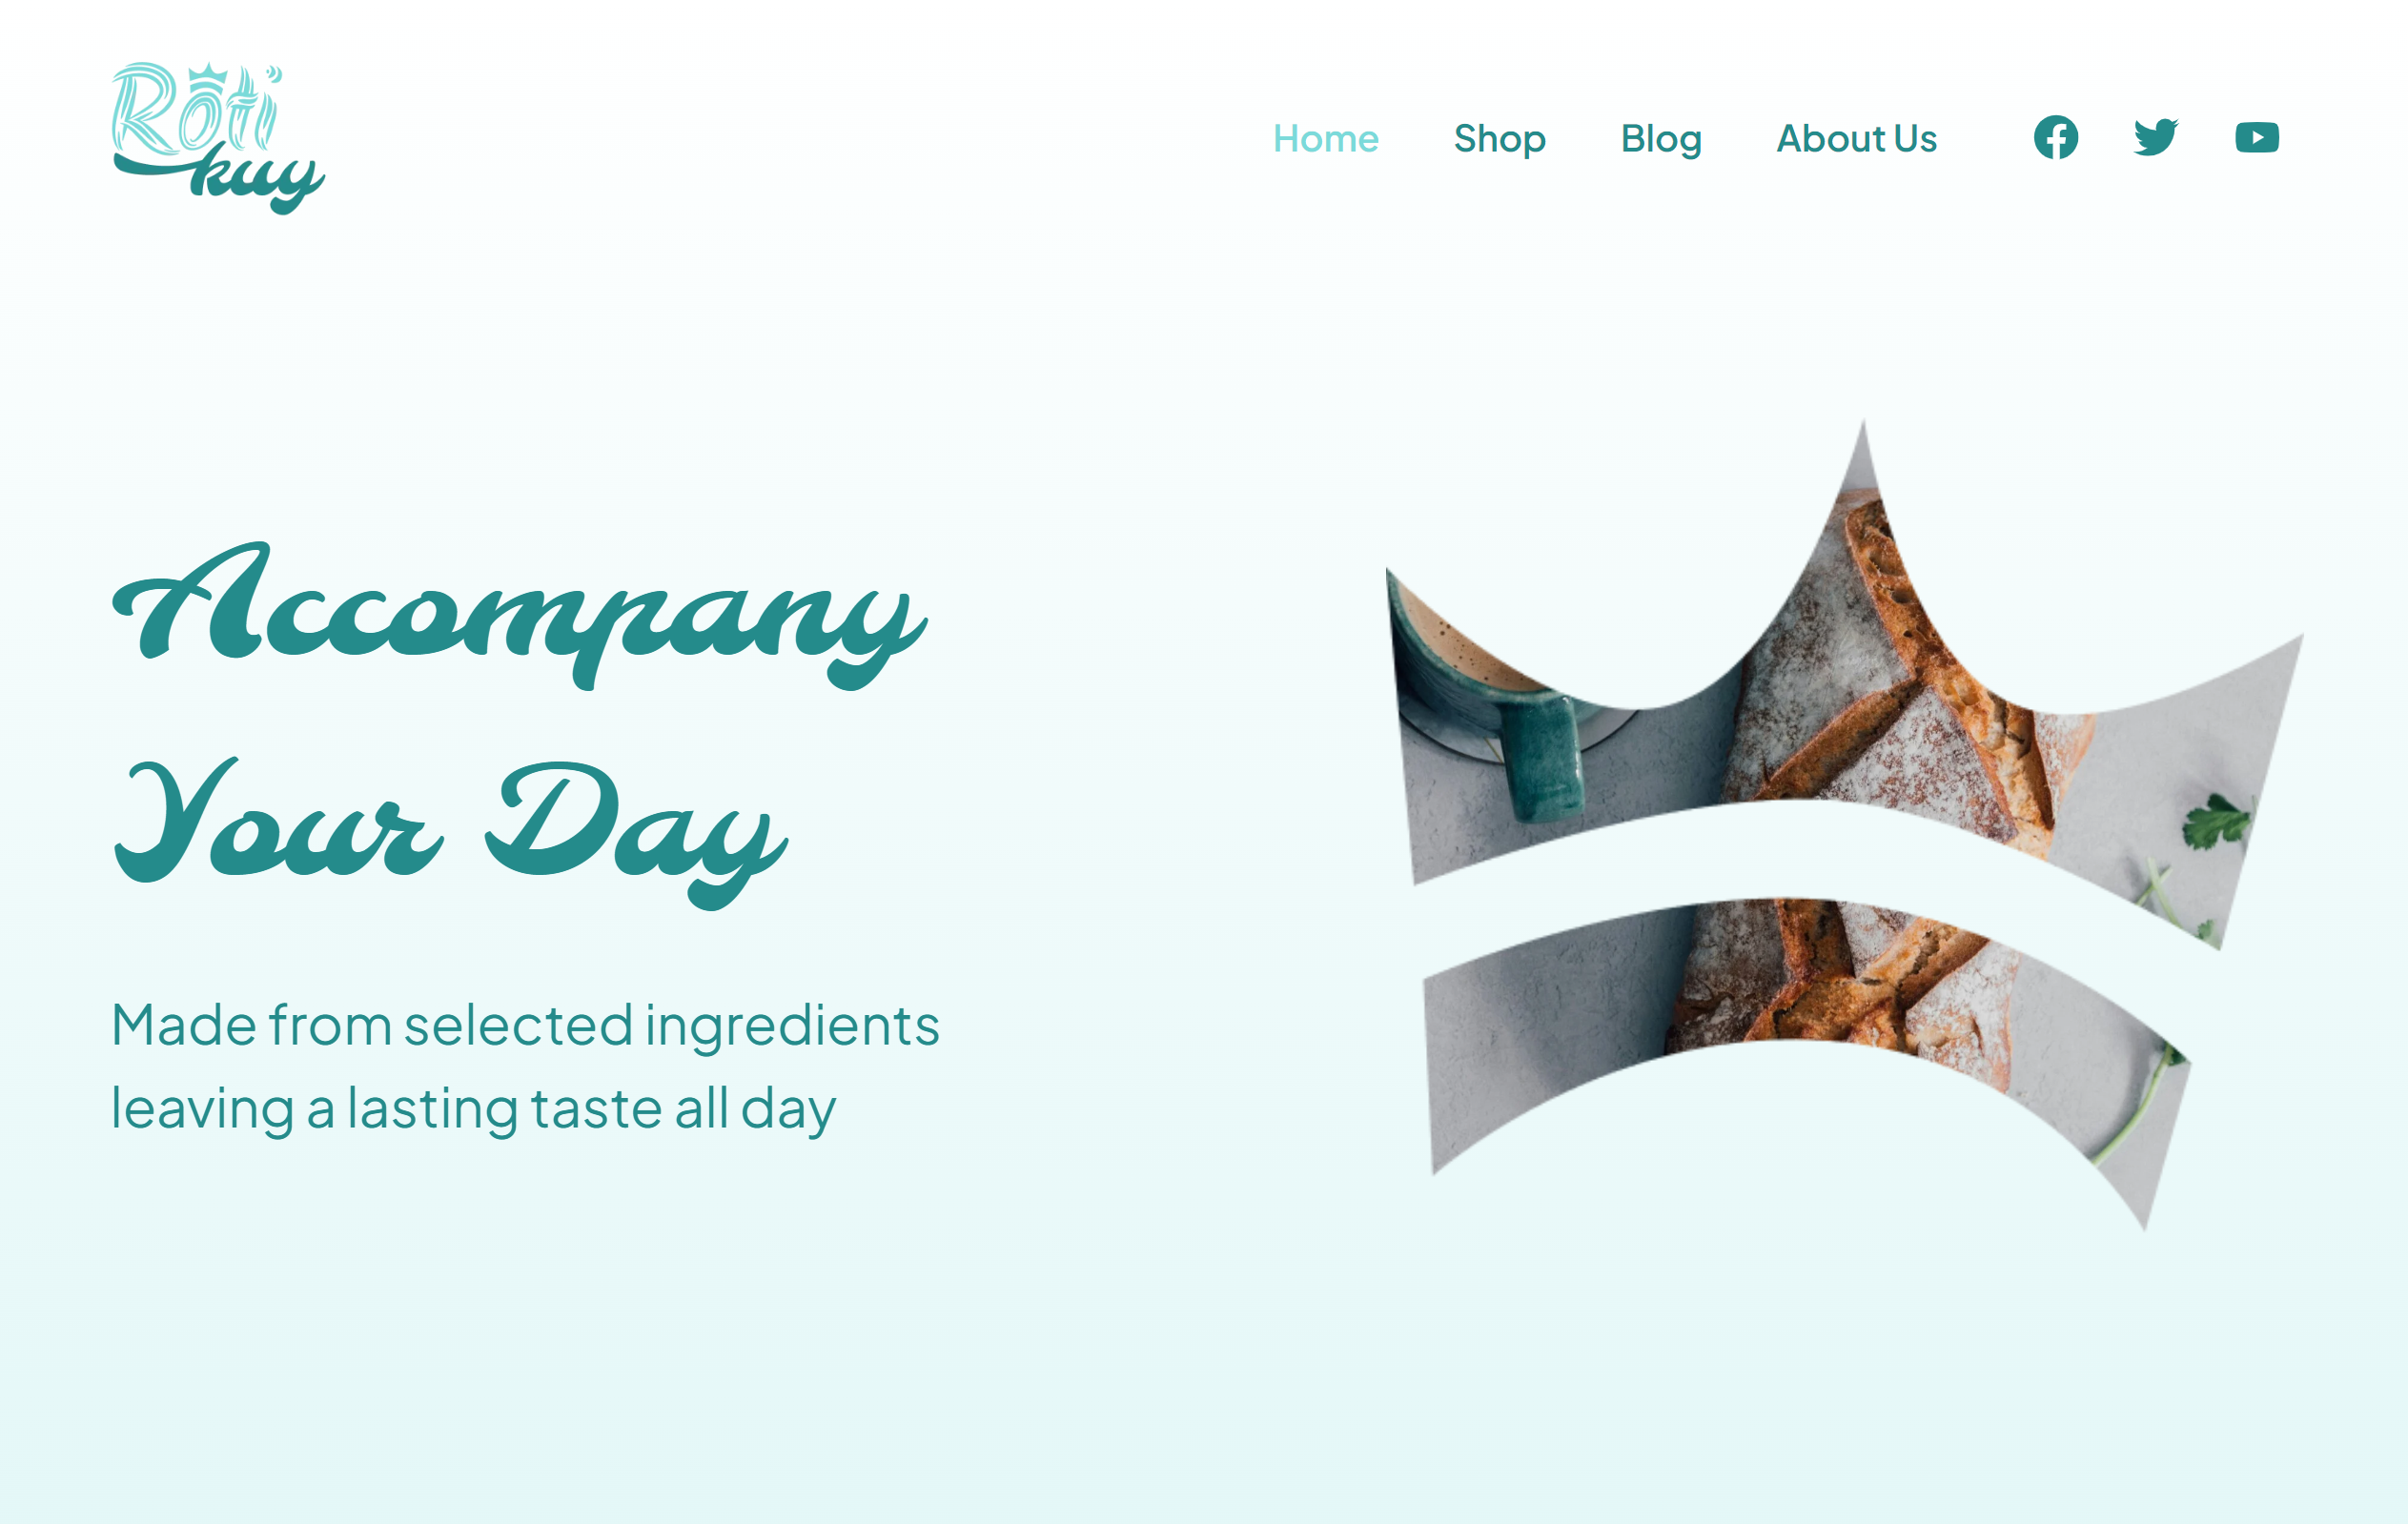 Roti
kuy
Home Shop Blog About Us
Accompany
Your Day
Made from selected ingredients
leaving a lasting taste all day